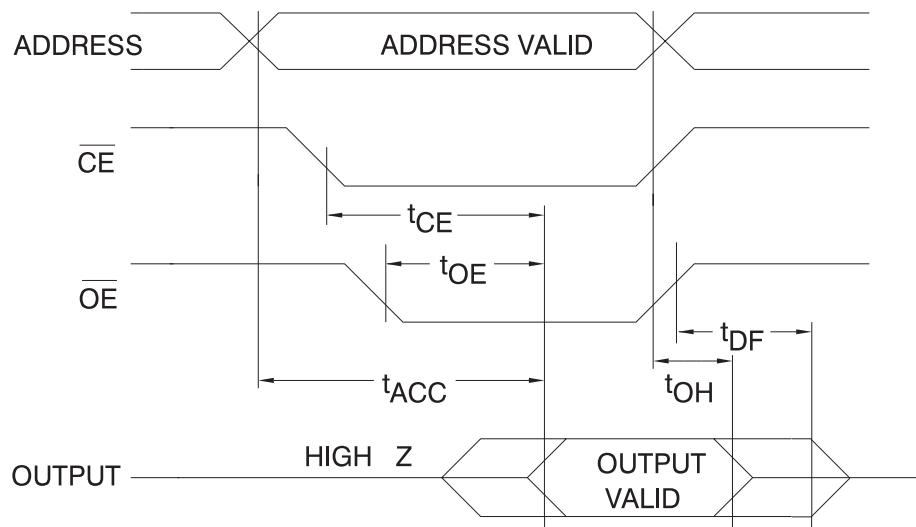 ADDRESS
ADDRESS VALID
CE
tCE
tOE
OE
tDF
tACC
tOH
HIGH Z
OUTPUT
OUTPUT
VALID